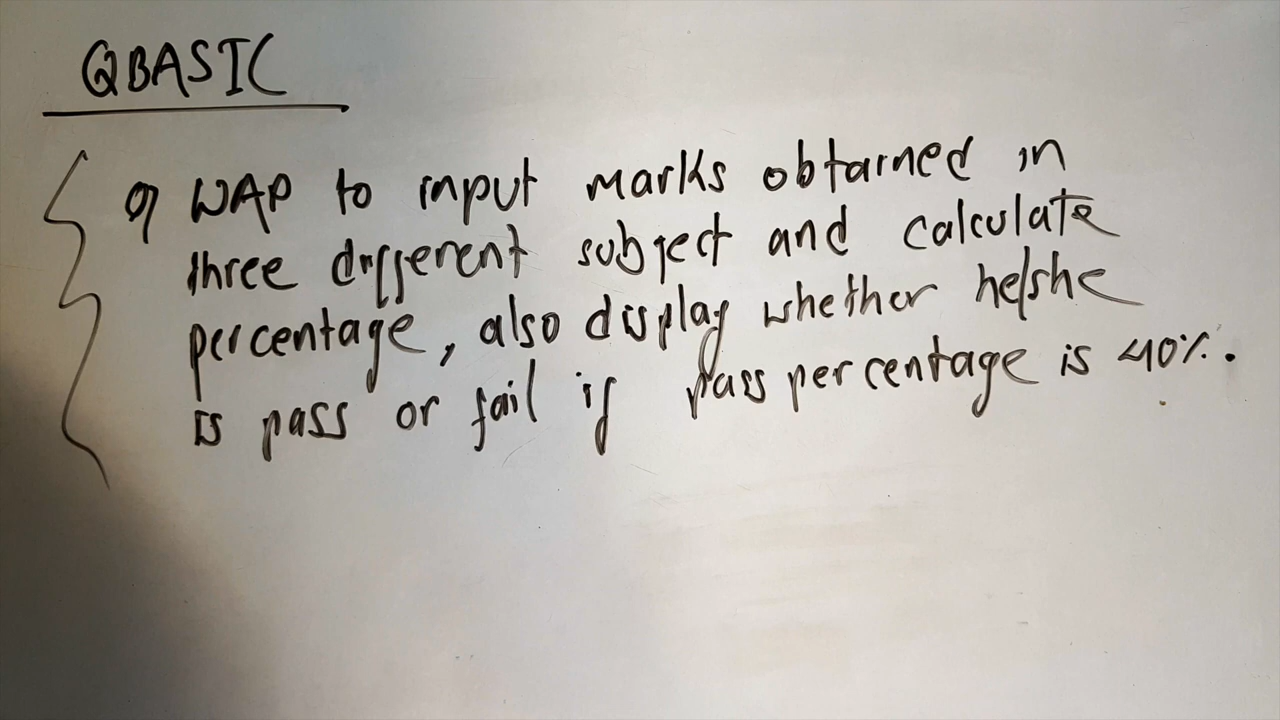 QBASIC
Q WAP to input marks obtained in
three different subject and calculate
percentage, also display whether he/she
is pass or fail if pass percentage is 40%.